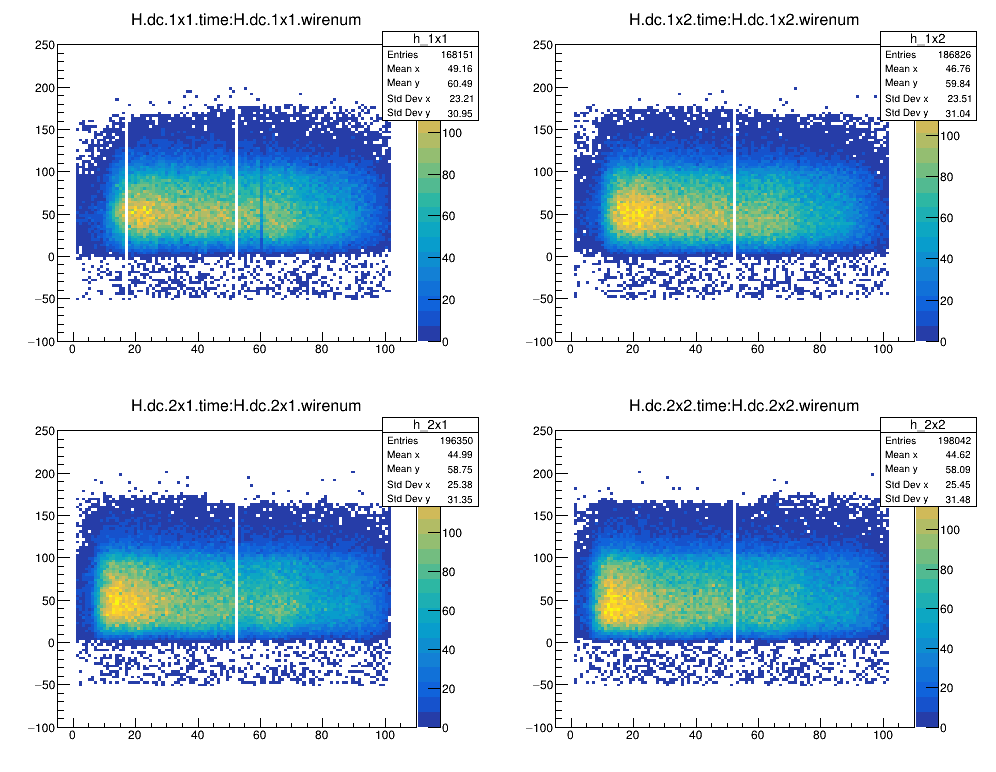 H.dc.1x1.time:H.dc.1x1.wirenum
h_1x1
Entries 168151
Mean x 49.16
Mean y 60.49
Std Dev x 23.21
Std Dev y 30.95
250
200
150
100
50
0
−50
−100
0 20 40 60 80 100
100
80
60
40
20
0
H.dc.1x2.time:H.dc.1x2.wirenum
h_1x2
Entries 186826
Mean x 46.76
Mean y 59.84
Std Dev x 23.51
Std Dev y 31.04
250
200
150
100
50
0
−50
−100
0 20 40 60 80 100
100
80
60
40
20
0
H.dc.2x1.time:H.dc.2x1.wirenum
h_2x1
Entries 196350
Mean x 44.99
Mean y 58.75
Std Dev x 25.38
Std Dev y 31.35
250
200
150
100
50
0
−50
−100
0 20 40 60 80 100
100
80
60
40
20
0
H.dc.2x2.time:H.dc.2x2.wirenum
h_2x2
Entries 198042
Mean x 44.62
Mean y 58.09
Std Dev x 25.45
Std Dev y 31.48
250
200
150
100
50
0
−50
−100
0 20 40 60 80 100
100
80
60
40
20
0